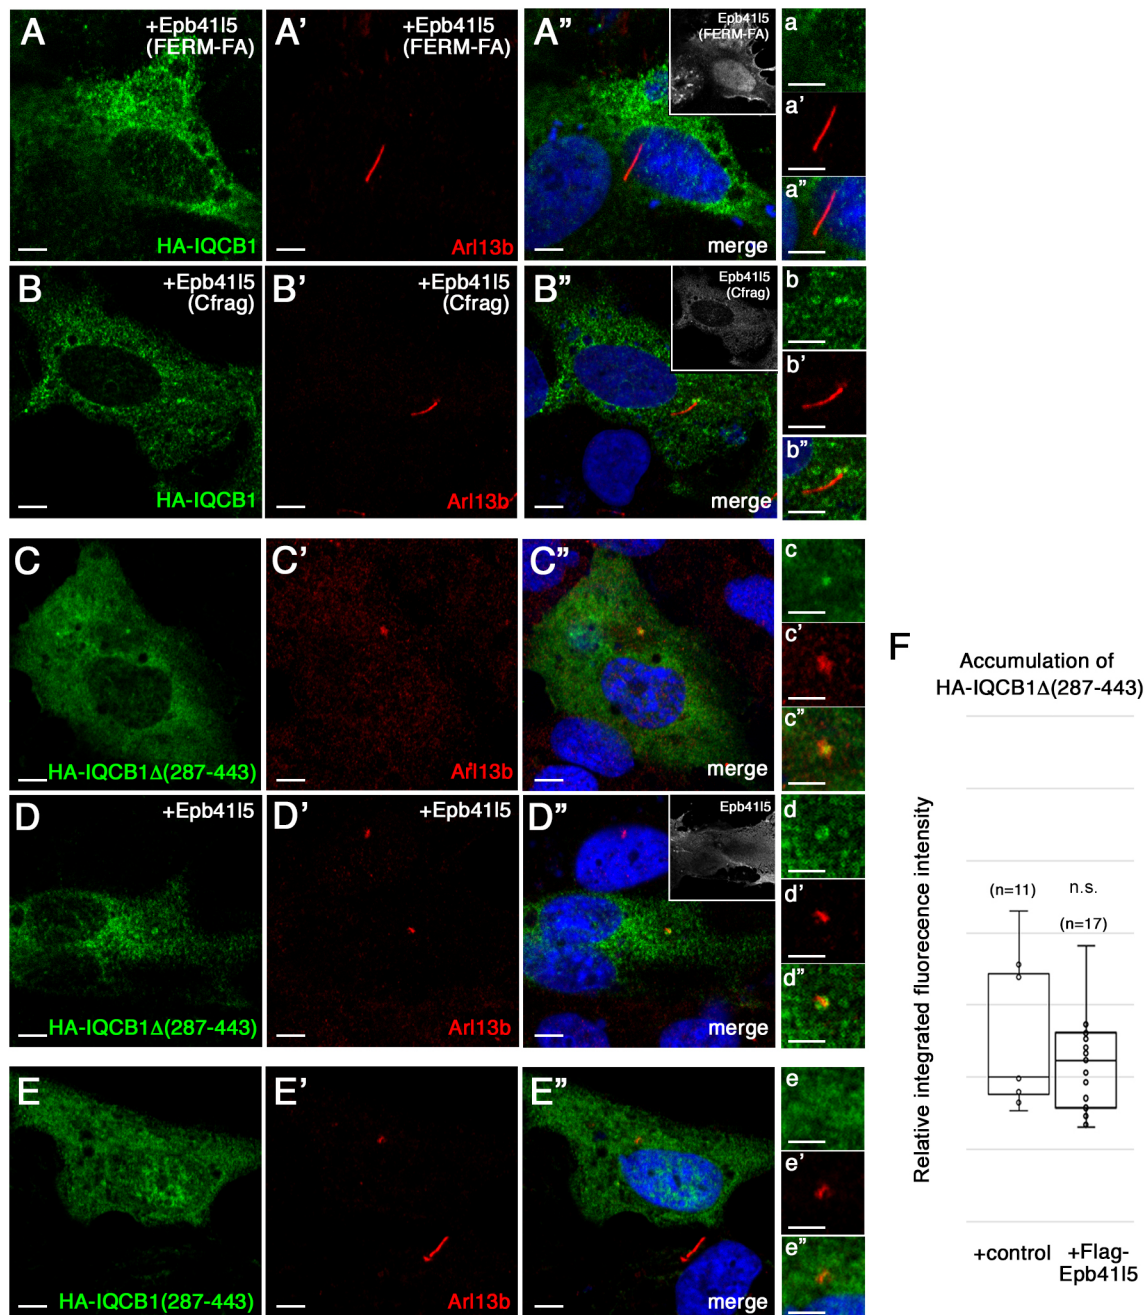 A
+Epb41l5
(FERM-FA)
HA-IQCB1
A'
+Epb41l5
(FERM-FA)
Arl13b
A"
Epb41l5
(FERM-FA)
merge
a
a'
a"
B
+Epb41l5
(Cfrag)
HA-IQCB1
B'
+Epb41l5
(Cfrag)
Arl13b
B"
Epb41l5
(Cfrag)
merge
b
b'
b"
C
HA-IQCB1Δ(287-443)
C'
Arl13b
C"
merge
c
c'
c"
D
+Epb41l5
HA-IQCB1Δ(287-443)
D'
+Epb41l5
Arl13b
D"
Epb41l5
merge
d
d'
d"
E
HA-IQCB1(287-443)
E'
Arl13b
E"
merge
e
e'
e"
F
Accumulation of
HA-IQCB1Δ(287-443)
Relative integrated fluorecence intensity
(n=11)
n.s.
(n=17)
+control
+Flag-
Epb41l5